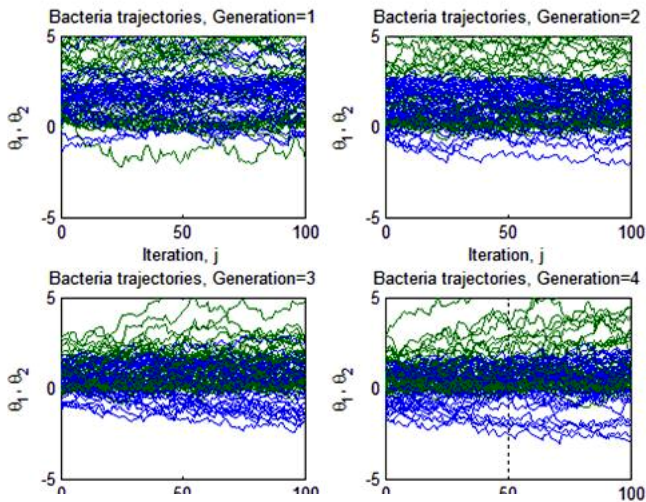 Bacteria trajectories, Generation=1
Bacteria trajectories, Generation=2
5
0
-5
θ₁, θ₂
0
50
100
Iteration, j
5
0
-5
θ₁, θ₂
0
50
100
Iteration, j
Bacteria trajectories, Generation=3
Bacteria trajectories, Generation=4
5
0
-5
θ₁, θ₂
0
50
100
5
0
-5
θ₁, θ₂
0
50
100